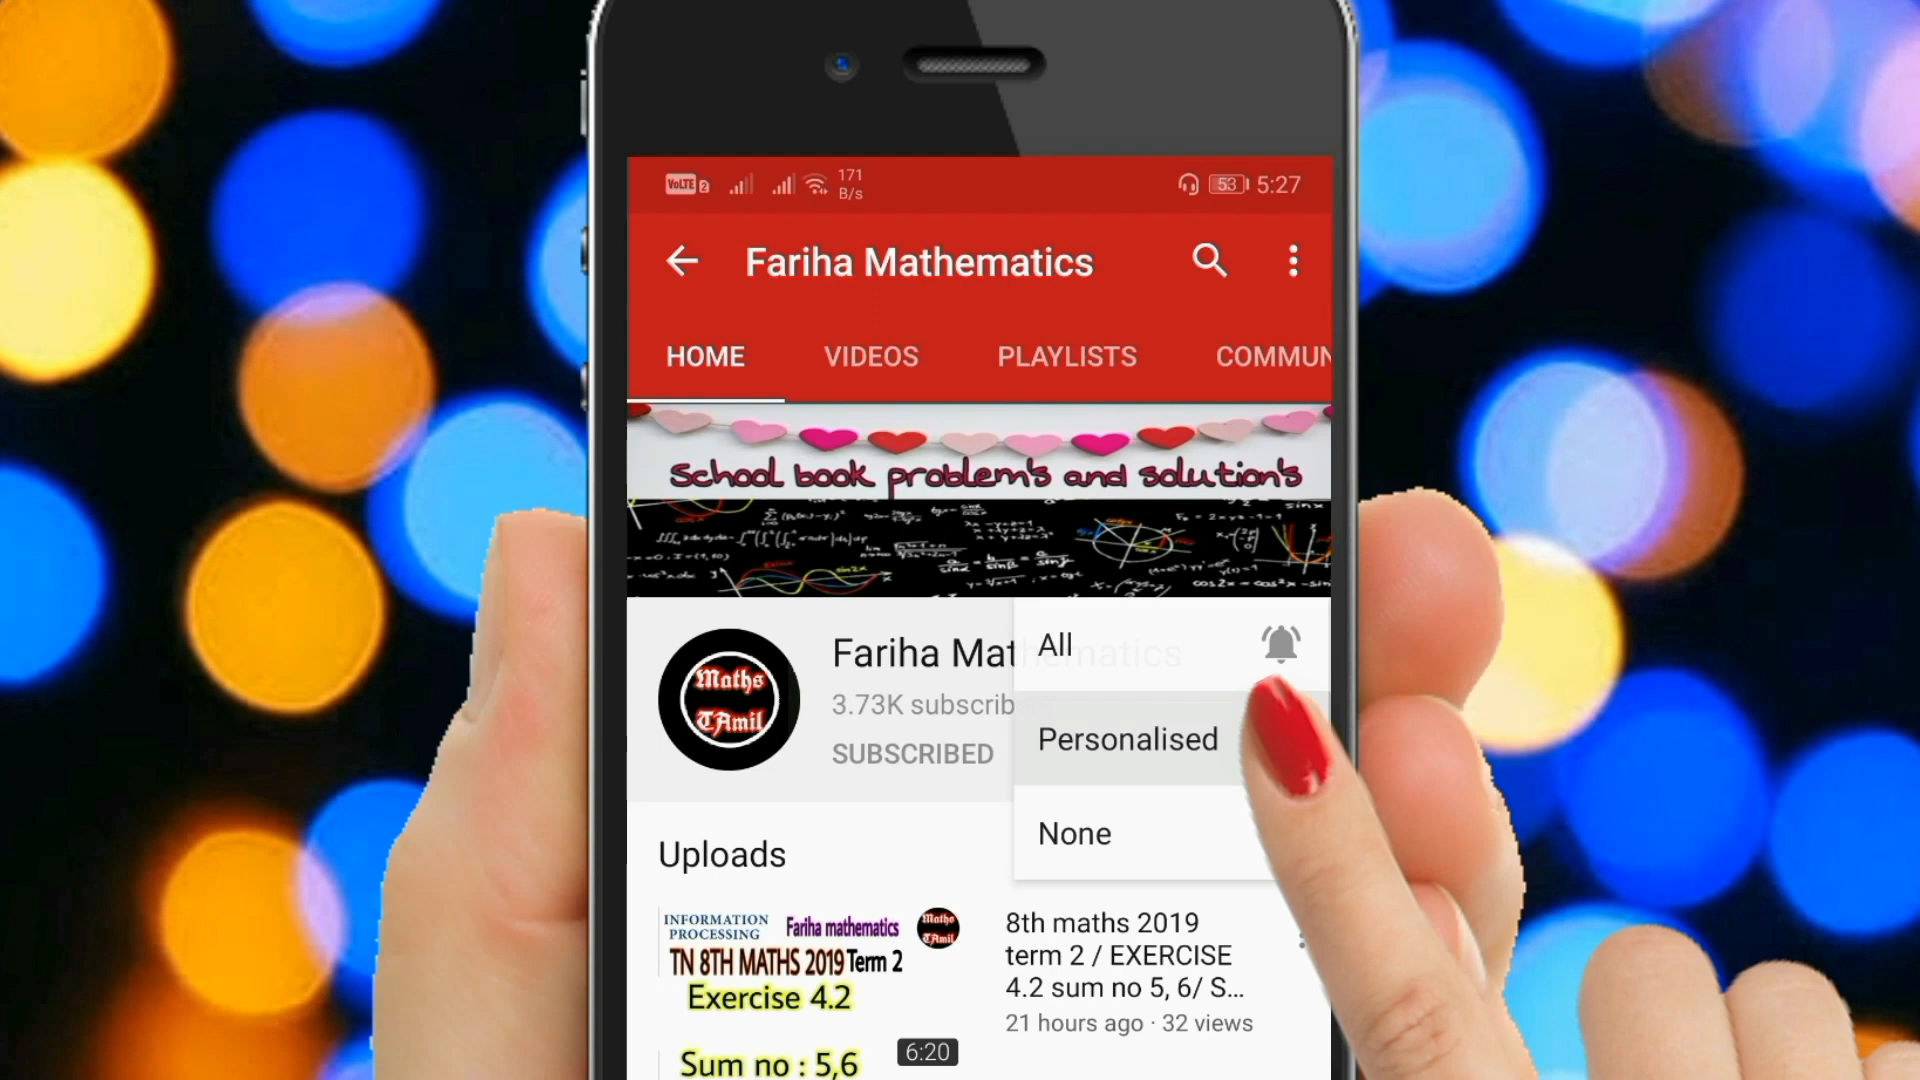 VoLTE 2 171 B/s 53 5:27
Fariha Mathematics
HOME VIDEOS PLAYLISTS COMMUN
School book problem's and solution's
Maths
TAmil
Fariha Mathematics
3.73K subscrib
SUBSCRIBED
All
Personalised
None
Uploads
INFORMATION
PROCESSING
Fariha mathematics
Maths
TAmil
TN 8TH MATHS 2019 Term 2
Exercise 4.2
Sum no : 5,6
6:20
8th maths 2019
term 2 / EXERCISE
4.2 sum no 5, 6/ S...
21 hours ago · 32 views